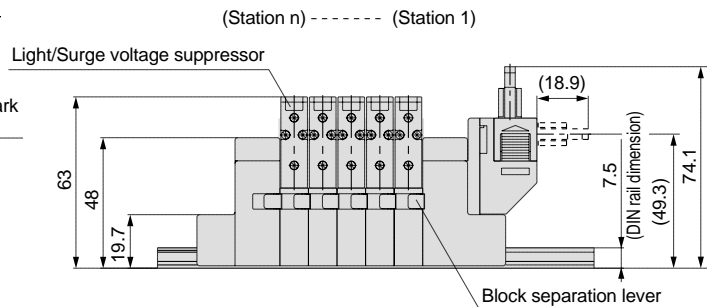 (Station n) ------- (Station 1)
Light/Surge voltage suppressor
ark
(18.9)
63
48
19.7
7.5
(DIN rail dimension)
(49.3)
74.1
Block separation lever